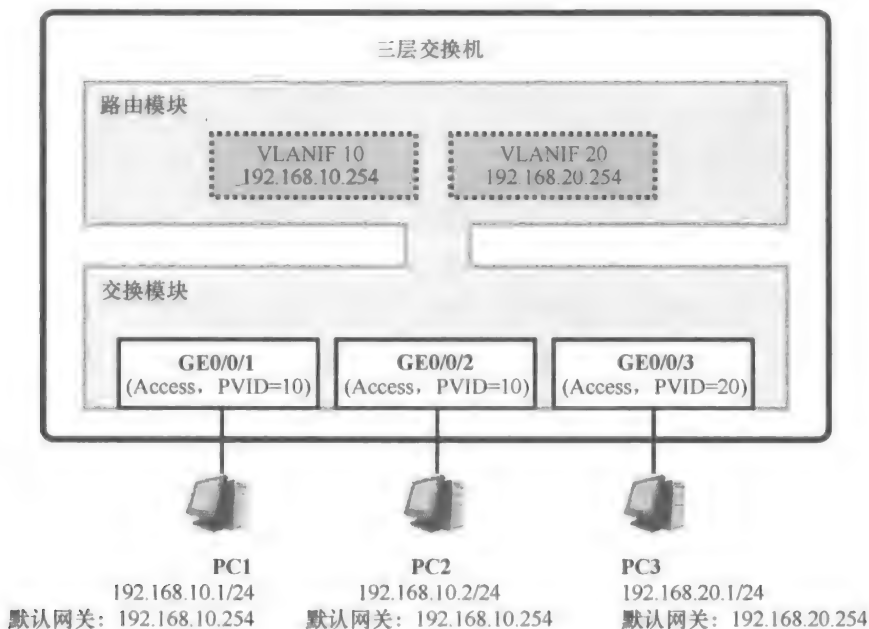 三层交换机
路由模块
VLANIF 10
192.168.10.254
VLANIF 20
192.168.20.254
交换模块
GE0/0/1
(Access，PVID=10)
GE0/0/2
(Access，PVID=10)
GE0/0/3
(Access，PVID=20)
PC1
192.168.10.1/24
默认网关：192.168.10.254
PC2
192.168.10.2/24
默认网关：192.168.10.254
PC3
192.168.20.1/24
默认网关：192.168.20.254